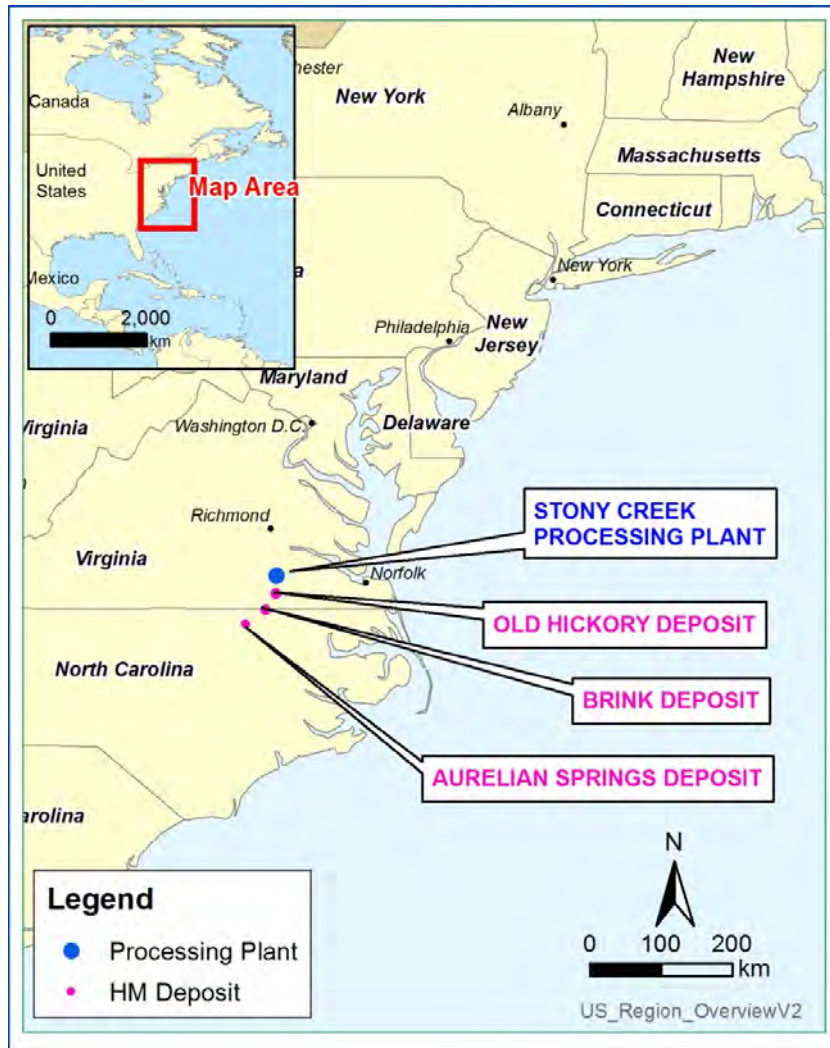 Canada
United
States
Mexico
Map Area
0 2,000
km
hester
New York
Albany
New
Hampshire
Massachusetts
Connecticut
New York
a
Philadelphia
New
Jersey
Maryland
Delaware
Virginia
Washington D.C.
Richmond
Virginia
Norfolk
STONY CREEK
PROCESSING PLANT
OLD HICKORY DEPOSIT
North Carolina
BRINK DEPOSIT
AURELIAN SPRINGS DEPOSIT
arolina
N
0 100 200
km
Legend
Processing Plant
HM Deposit
US_Region_OverviewV2